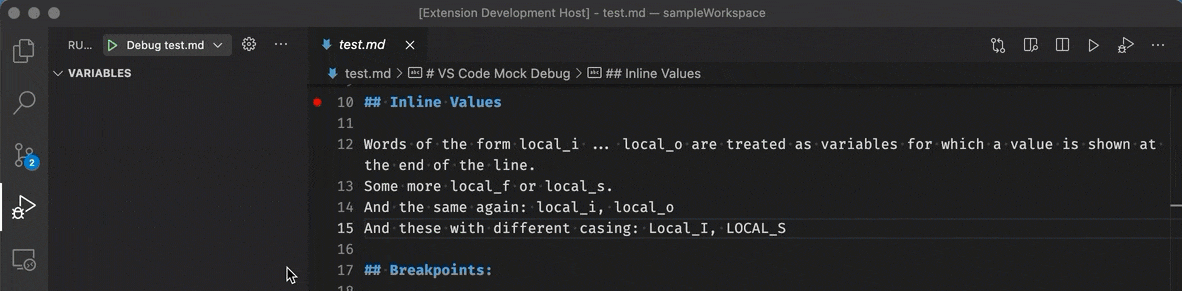 [Extension Development Host] - test.md — sampleWorkspace
RU... Debug test.md ...
VARIABLES
2
test.md
test.md > # VS Code Mock Debug > ## Inline Values
10 ## Inline Values
11
12 Words of the form local_i ... local_o are treated as variables for which a value is shown at
the end of the line.
13 Some more local_f or local_s.
14 And the same again: local_i, local_o
15 And these with different casing: Local_I, LOCAL_S
16
17 ## Breakpoints:
18